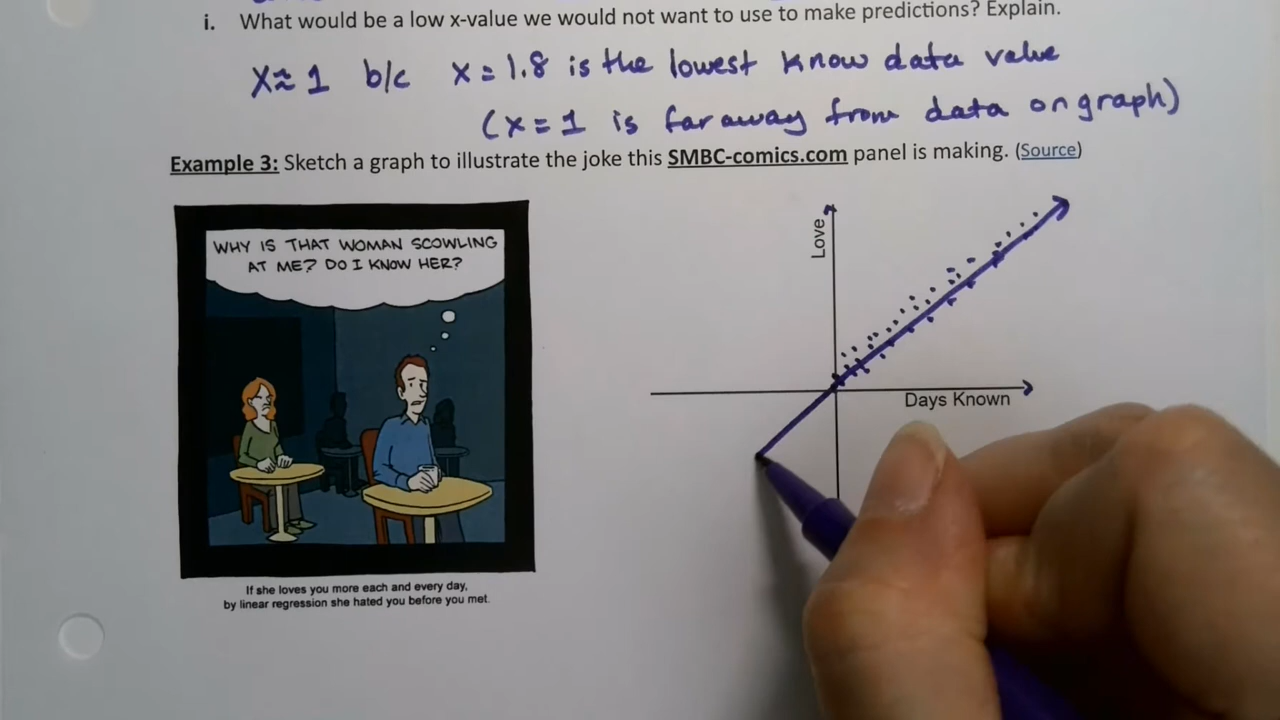 i. What would be a low x-value we would not want to use to make predictions? Explain.
X≈1 b/c x=1.8 is the lowest know data value
(x=1 is far away from data on graph)
Example 3: Sketch a graph to illustrate the joke this SMBC-comics.com panel is making. (Source)
WHY IS THAT WOMAN SCOWLING
AT ME? DO I KNOW HER?
If she loves you more each and every day,
by linear regression she hated you before you met.
Love
Days Known